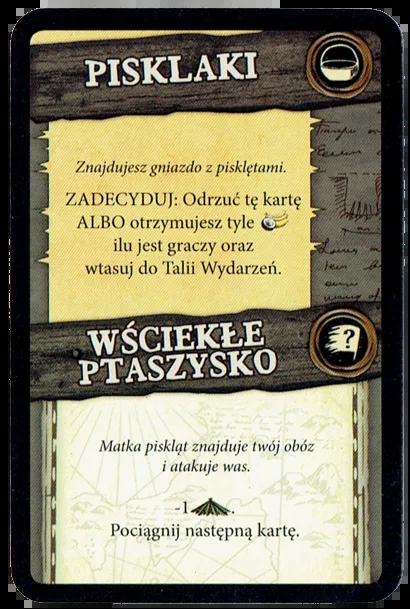 PISKLAKI
Znajdujesz gniazdo z pisklętami.
ZADECYDUJ: Odrzuć tę kartę
ALBO otrzymujesz tyle
ilu jest graczy oraz
wtasuj do Talii Wydarzeń.
WŚCIEKŁE
PTASZYSKO
?
Matka piskląt znajduje twój obóz
i atakuje was.
-1 .
Pociągnij następną kartę.